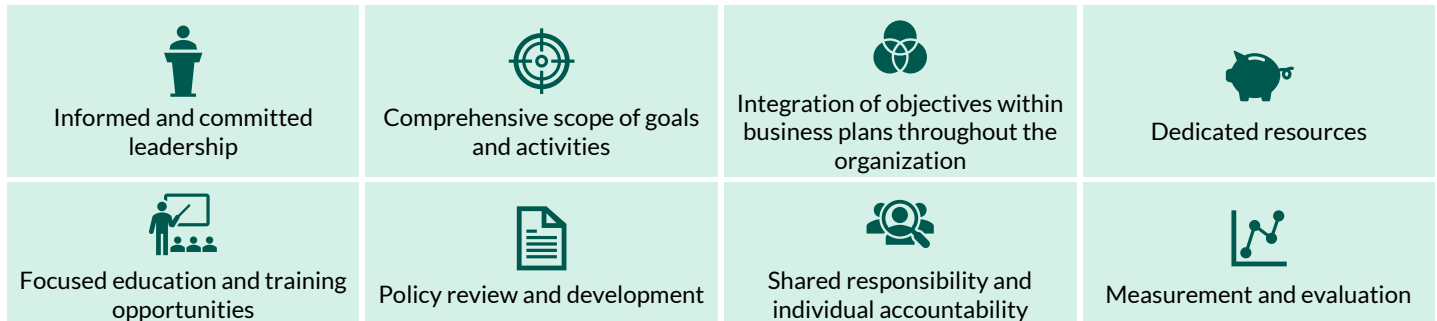 Informed and committed
leadership
Comprehensive scope of goals
and activities
Integration of objectives within
business plans throughout the
organization
Dedicated resources
Focused education and training
opportunities
Policy review and development
Shared responsibility and
individual accountability
Measurement and evaluation